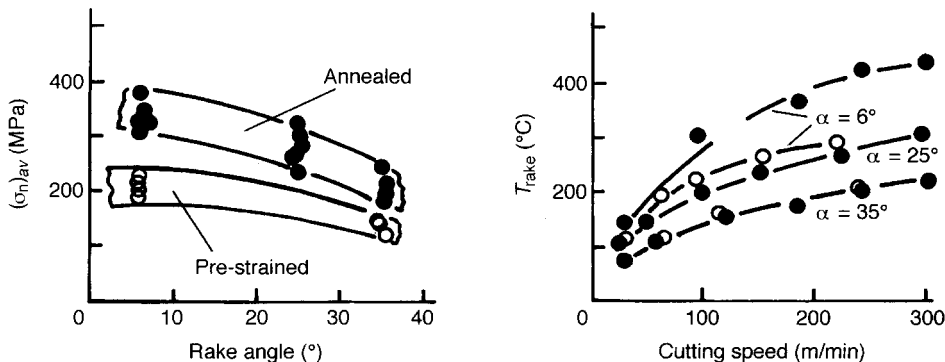 (σn)av (MPa)
400
200
0
10
20
30
40
Rake angle (°)
Annealed
Pre-strained
Trake (°C)
400
200
0
100
200
300
Cutting speed (m/min)
α = 6°
α = 25°
α = 35°